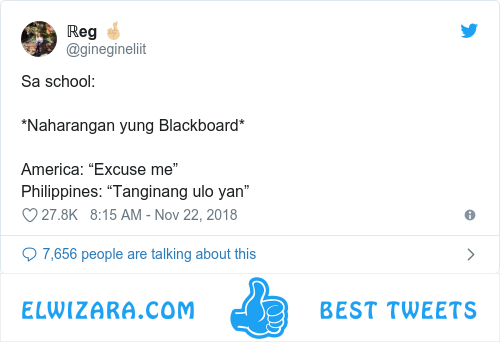 ℝeg 🤞🏼
@ginegineliit
Sa school:
*Naharangan yung Blackboard*
America: “Excuse me”
Philippines: “Tanginang ulo yan”
27.8K 8:15 AM - Nov 22, 2018
7,656 people are talking about this
ELWIZARA.COM BEST TWEETS